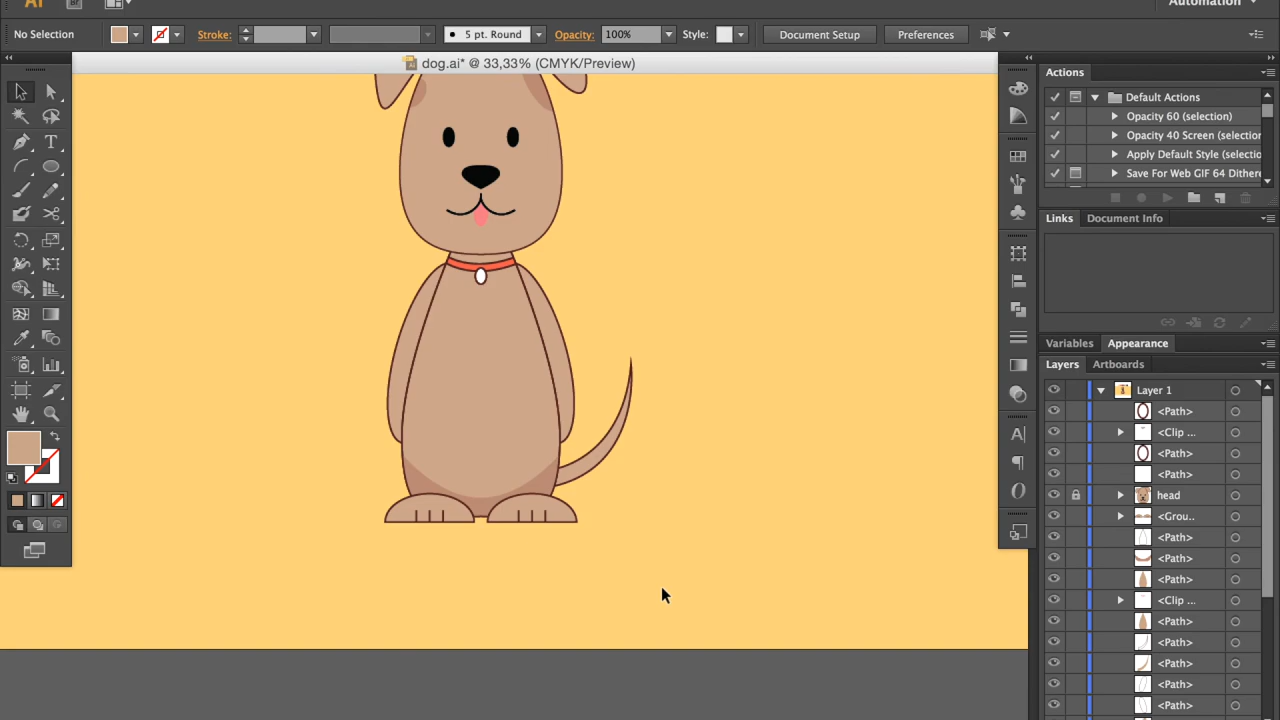 Ai Br Automation
No Selection Stroke: 5 pt. Round Opacity: 100% Style: Document Setup Preferences
dog.ai* @ 33,33% (CMYK/Preview)
Actions
Default Actions
Opacity 60 (selection)
Opacity 40 Screen (selection
Apply Default Style (selectio
Save For Web GIF 64 Dithere
Links Document Info
Variables Appearance
Layers Artboards
Layer 1
<Path>
<Clip ...
<Path>
<Path>
head
<Grou..
<Path>
<Path>
<Path>
<Clip ...
<Path>
<Path>
<Path>
<Path>
<Path>